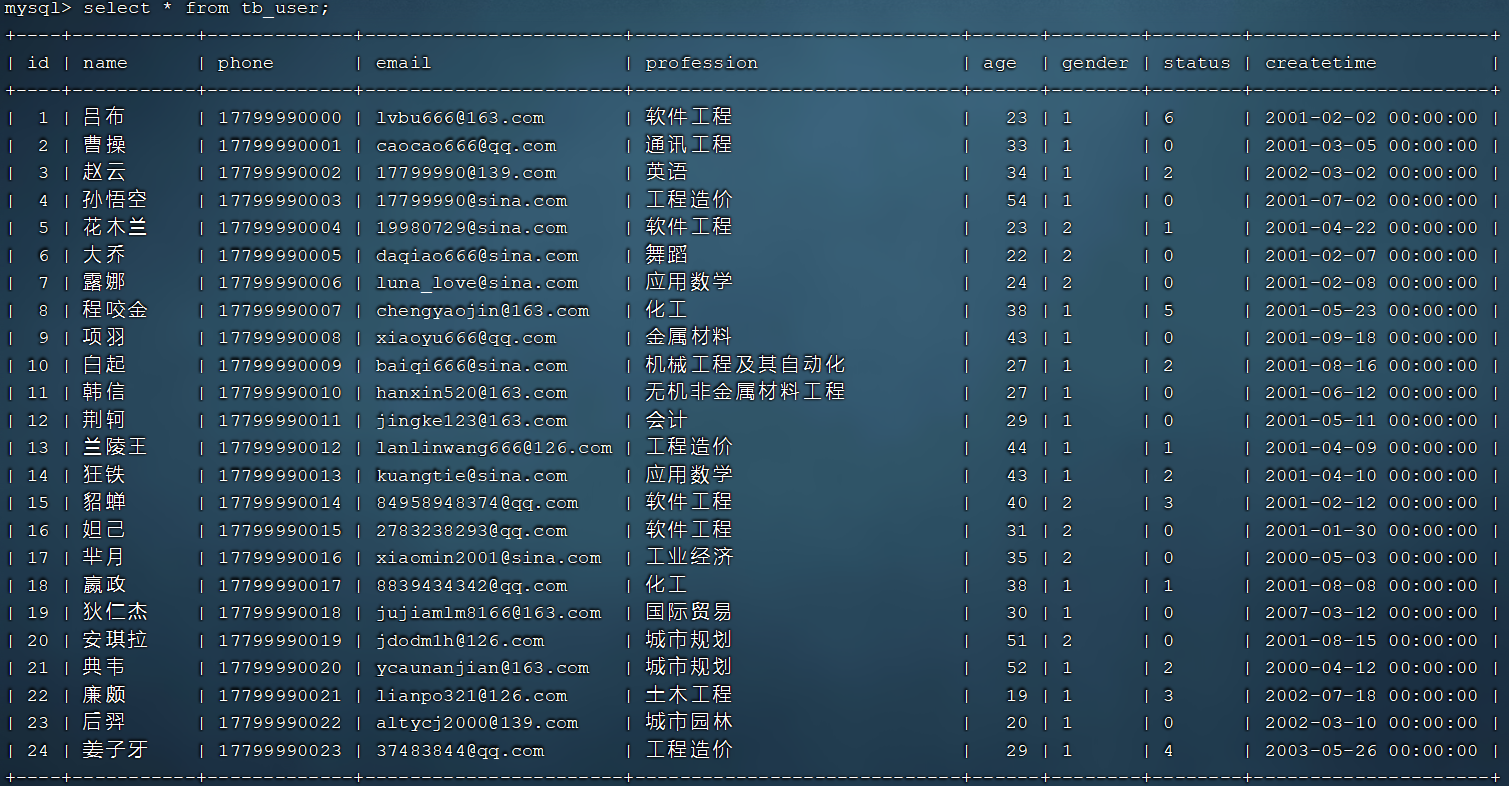 mysql> select * from tb_user;
+----+-----------+-------------+-----------------------+------------------------------+------+--------+--------+---------------------+
| id | name | phone | email | profession | age | gender | status | createtime |
+----+-----------+-------------+-----------------------+------------------------------+------+--------+--------+---------------------+
| 1 | 吕布 | 17799990000 | lvbu666@163.com | 软件工程 | 23 | 1 | 6 | 2001-02-02 00:00:00 |
| 2 | 曹操 | 17799990001 | caocao666@qq.com | 通讯工程 | 33 | 1 | 0 | 2001-03-05 00:00:00 |
| 3 | 赵云 | 17799990002 | 17799990@139.com | 英语 | 34 | 1 | 2 | 2002-03-02 00:00:00 |
| 4 | 孙悟空 | 17799990003 | 17799990@sina.com | 工程造价 | 54 | 1 | 0 | 2001-07-02 00:00:00 |
| 5 | 花木兰 | 17799990004 | 19980729@sina.com | 软件工程 | 23 | 2 | 1 | 2001-04-22 00:00:00 |
| 6 | 大乔 | 17799990005 | daqiao666@sina.com | 舞蹈 | 22 | 2 | 0 | 2001-02-07 00:00:00 |
| 7 | 露娜 | 17799990006 | luna_love@sina.com | 应用数学 | 24 | 2 | 0 | 2001-02-08 00:00:00 |
| 8 | 程咬金 | 17799990007 | chengyaojin@163.com | 化工 | 38 | 1 | 5 | 2001-05-23 00:00:00 |
| 9 | 项羽 | 17799990008 | xiaoyu666@qq.com | 金属材料 | 43 | 1 | 0 | 2001-09-18 00:00:00 |
| 10 | 白起 | 17799990009 | baiqi666@sina.com | 机械工程及其自动化 | 27 | 1 | 2 | 2001-08-16 00:00:00 |
| 11 | 韩信 | 17799990010 | hanxin520@163.com | 无机非金属材料工程 | 27 | 1 | 0 | 2001-06-12 00:00:00 |
| 12 | 荆轲 | 17799990011 | jingke123@163.com | 会计 | 29 | 1 | 0 | 2001-05-11 00:00:00 |
| 13 | 兰陵王 | 17799990012 | lanlinwang666@126.com | 工程造价 | 44 | 1 | 1 | 2001-04-09 00:00:00 |
| 14 | 狂铁 | 17799990013 | kuangtie@sina.com | 应用数学 | 43 | 1 | 2 | 2001-04-10 00:00:00 |
| 15 | 貂蝉 | 17799990014 | 84958948374@qq.com | 软件工程 | 40 | 2 | 3 | 2001-02-12 00:00:00 |
| 16 | 妲己 | 17799990015 | 2783238293@qq.com | 软件工程 | 31 | 2 | 0 | 2001-01-30 00:00:00 |
| 17 | 芈月 | 17799990016 | xiaomin2001@sina.com | 工业经济 | 35 | 2 | 0 | 2000-05-03 00:00:00 |
| 18 | 嬴政 | 17799990017 | 8839434342@qq.com | 化工 | 38 | 1 | 1 | 2001-08-08 00:00:00 |
| 19 | 狄仁杰 | 17799990018 | jujiamlm8166@163.com | 国际贸易 | 30 | 1 | 0 | 2007-03-12 00:00:00 |
| 20 | 安琪拉 | 17799990019 | jdodm1h@126.com | 城市规划 | 51 | 2 | 0 | 2001-08-15 00:00:00 |
| 21 | 典韦 | 17799990020 | ycaunanjian@163.com | 城市规划 | 52 | 1 | 2 | 2000-04-12 00:00:00 |
| 22 | 廉颇 | 17799990021 | lianpo321@126.com | 土木工程 | 19 | 1 | 3 | 2002-07-18 00:00:00 |
| 23 | 后羿 | 17799990022 | altycj2000@139.com | 城市园林 | 20 | 1 | 0 | 2002-03-10 00:00:00 |
| 24 | 姜子牙 | 17799990023 | 37483844@qq.com | 工程造价 | 29 | 1 | 4 | 2003-05-26 00:00:00 |
+----+-----------+-------------+-----------------------+------------------------------+------+--------+--------+---------------------+